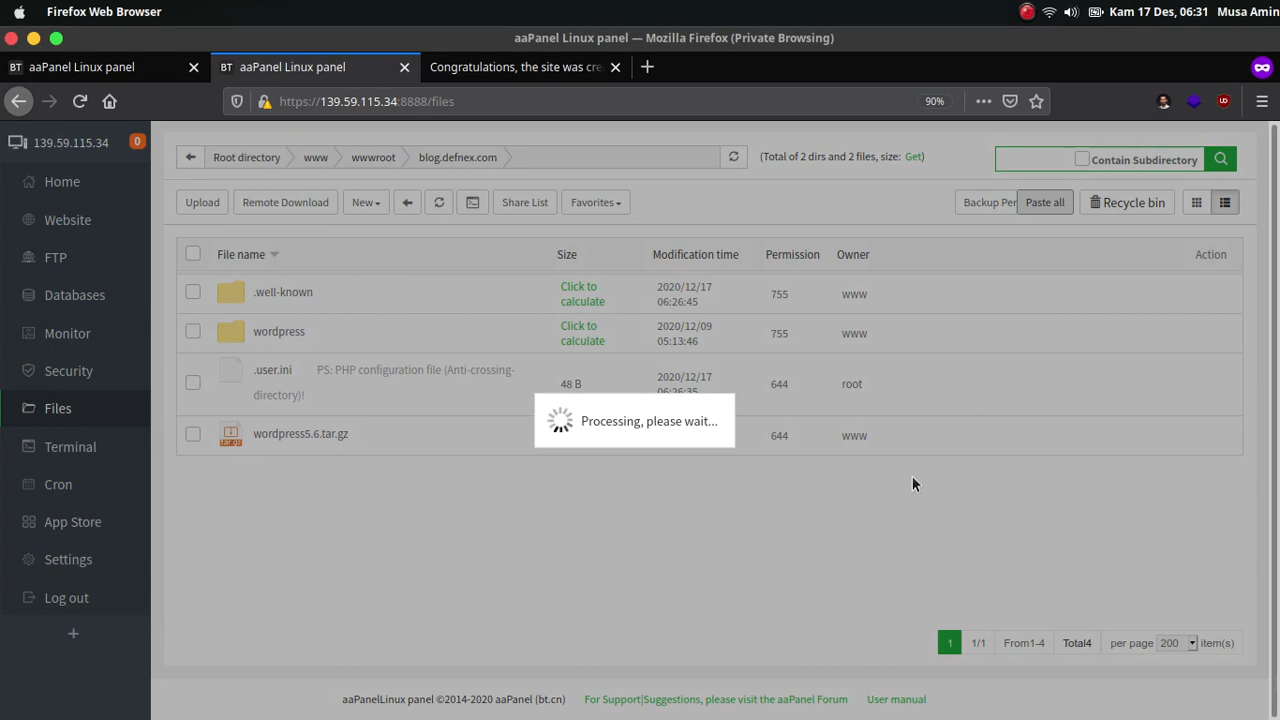 Firefox Web Browser
Kam 17 Des, 06:31 Musa Amin
aaPanel Linux panel — Mozilla Firefox (Private Browsing)
BT aaPanel Linux panel
BT aaPanel Linux panel
Congratulations, the site was cre
https://139.59.115.34:8888/files
90%
139.59.115.34
0
Root directory
www
wwwroot
blog.defnex.com
(Total of 2 dirs and 2 files, size: Get)
Contain Subdirectory
Home
Website
FTP
Databases
Monitor
Security
Files
Terminal
Cron
App Store
Settings
Log out
Upload
Remote Download
New
Share List
Favorites
Backup Per
Paste all
Recycle bin
File name
Size
Modification time
Permission
Owner
Action
.well-known
Click to
calculate
2020/12/17
06:26:45
755
www
wordpress
Click to
calculate
2020/12/09
05:13:46
755
www
.user.ini PS: PHP configuration file (Anti-crossing-
directory)!
48 B
2020/12/17
06:26:35
644
root
wordpress5.6.tar.gz
tar.gz
644
www
Processing, please wait...
1
1/1
From1-4
Total4
per page 200 item(s)
aaPanelLinux panel ©2014-2020 aaPanel (bt.cn)
For Support|Suggestions, please visit the aaPanel Forum
User manual